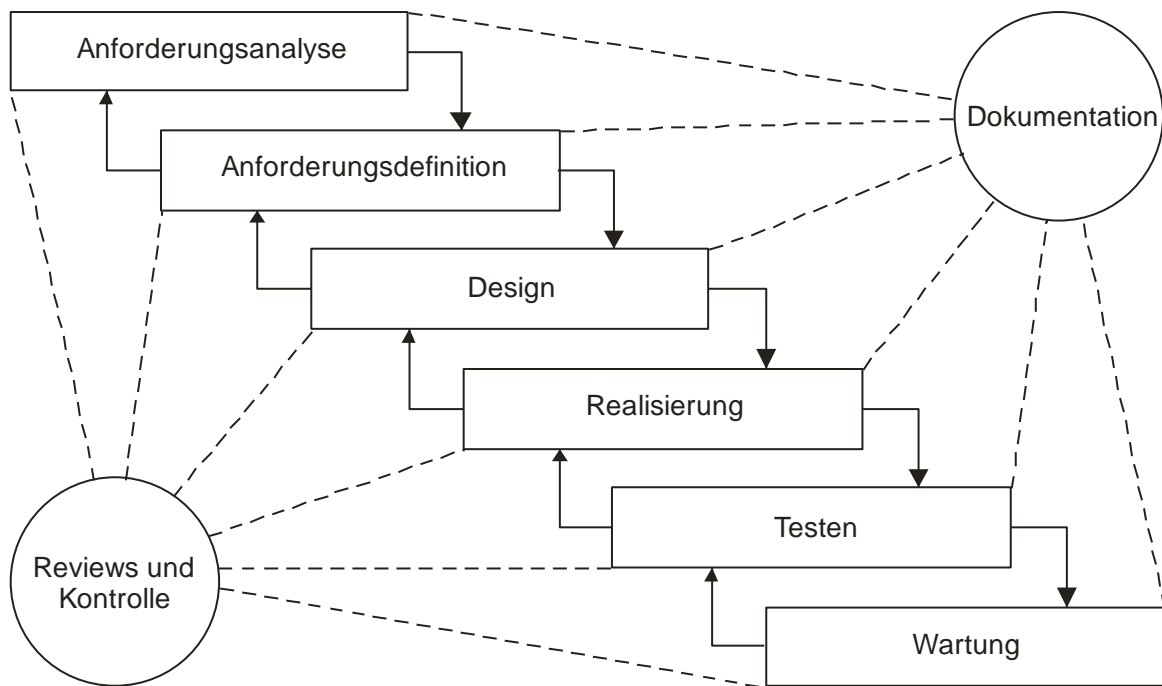 Anforderungsanalyse
Dokumentation
Anforderungsdefinition
Design
Realisierung
Testen
Reviews und
Kontrolle
Wartung